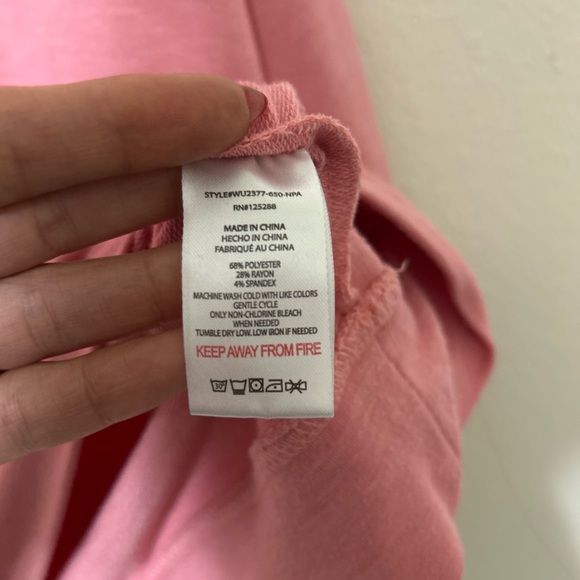 STYLE#WU2377-650-NPA
RN#125288
MADE IN CHINA
HECHO IN CHINA
FABRIQUÉ AU CHINA
68% POLYESTER
28% RAYON
4% SPANDEX
MACHINE WASH COLD WITH LIKE COLORS
GENTLE CYCLE
ONLY NON-CHLORINE BLEACH
WHEN NEEDED
TUMBLE DRY LOW. LOW IRON IF NEEDED
KEEP AWAY FROM FIRE
30°